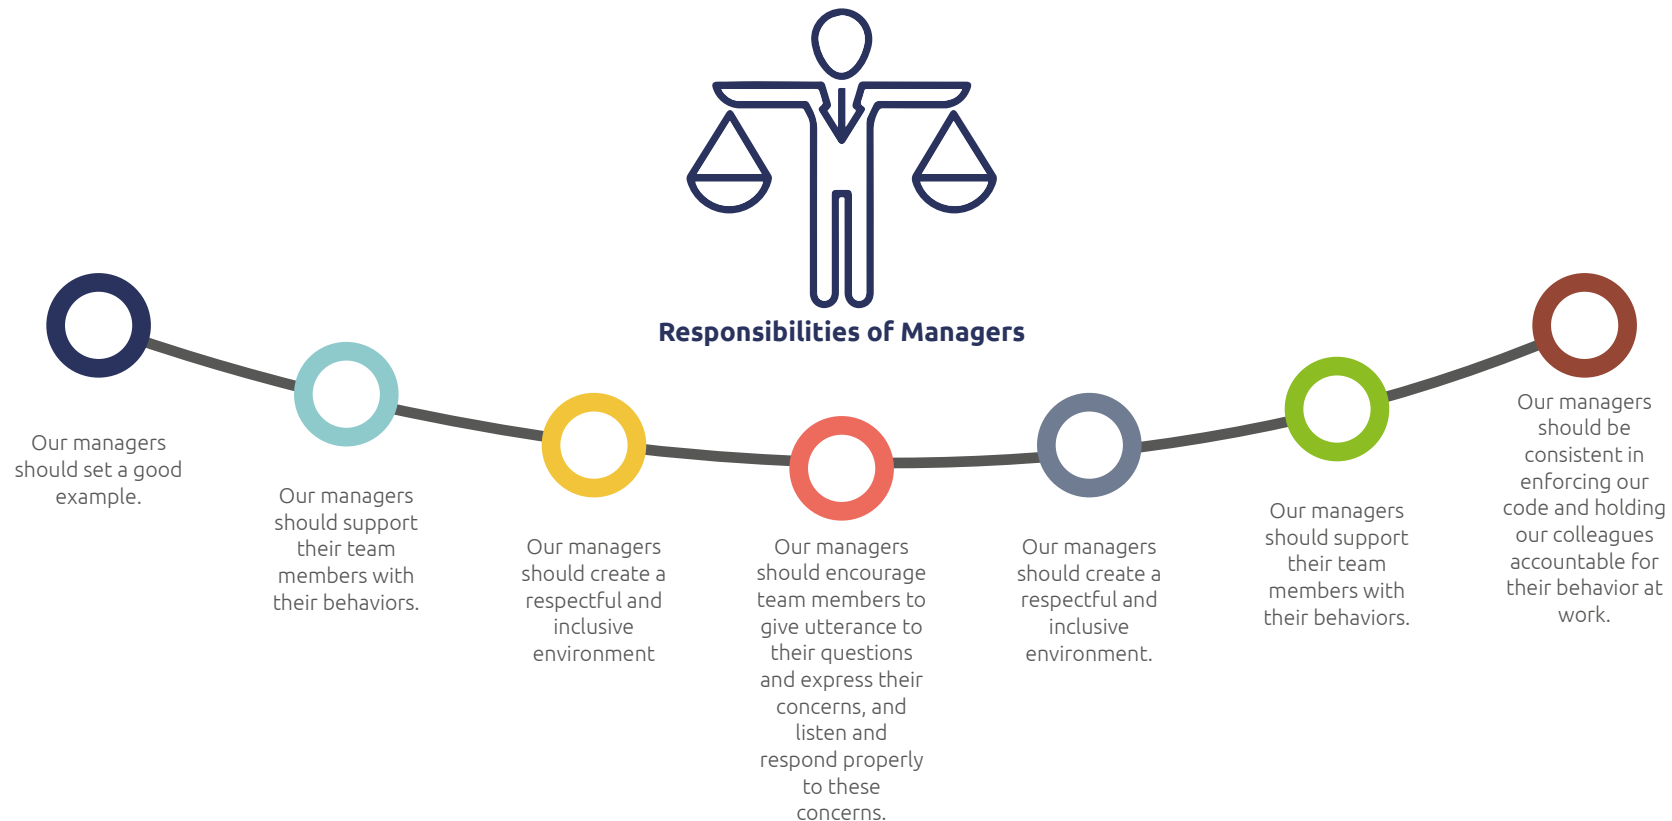 Responsibilities of Managers
Our managers
should set a good
example.
Our managers
should support
their team
members with
their behaviors.
Our managers
should create a
respectful and
inclusive
environment
Our managers
should encourage
team members to
give utterance to
their questions
and express their
concerns, and
listen and
respond properly
to these
concerns.
Our managers
should create a
respectful and
inclusive
environment.
Our managers
should support
their team
members with
their behaviors.
Our managers
should be
consistent in
enforcing our
code and holding
our colleagues
accountable for
their behavior at
work.